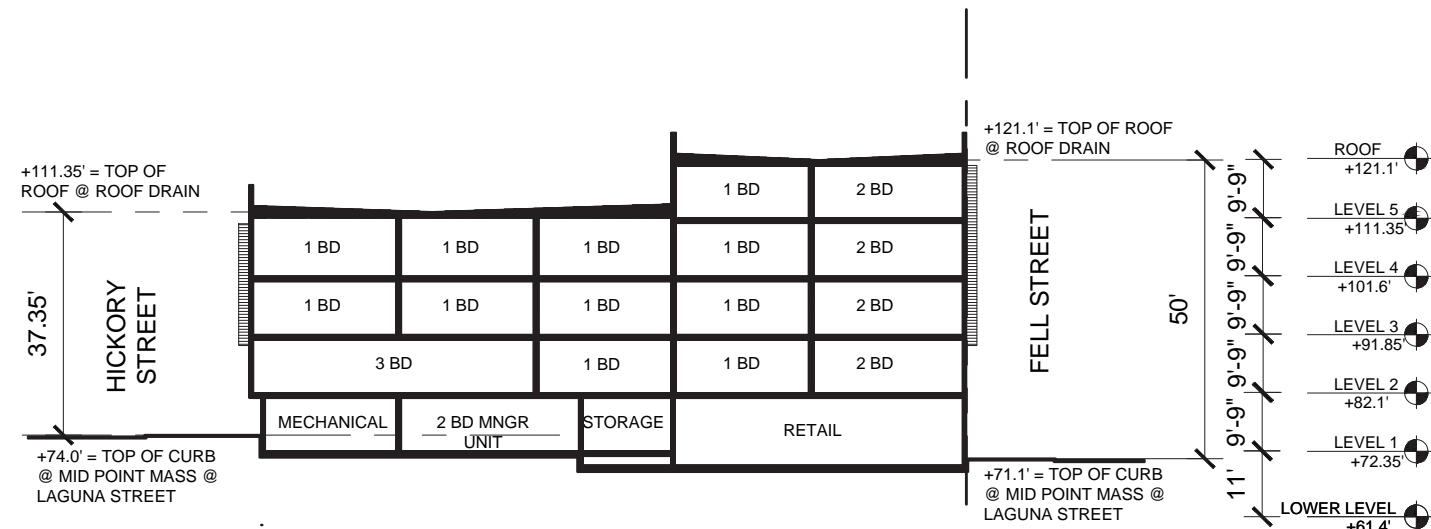 +121.1' = TOP OF ROOF
@ ROOF DRAIN
+111.35' = TOP OF
ROOF @ ROOF DRAIN
37.35'
HICKORY
STREET
+74.0' = TOP OF CURB
@ MID POINT MASS @
LAGUNA STREET
1 BD
2 BD
1 BD
1 BD
1 BD
1 BD
2 BD
1 BD
1 BD
1 BD
1 BD
2 BD
3 BD
1 BD
1 BD
2 BD
MECHANICAL
2 BD MNGR
UNIT
STORAGE
RETAIL
FELL STREET
50'
+71.1' = TOP OF CURB
@ MID POINT MASS @
LAGUNA STREET
9'-9"
9'-9"
9'-9"
9'-9"
9'-9"
11'
ROOF
+121.1'
LEVEL 5
+111.35'
LEVEL 4
+101.6'
LEVEL 3
+91.85'
LEVEL 2
+82.1'
LEVEL 1
+72.35'
LOWER LEVEL
+61.4'